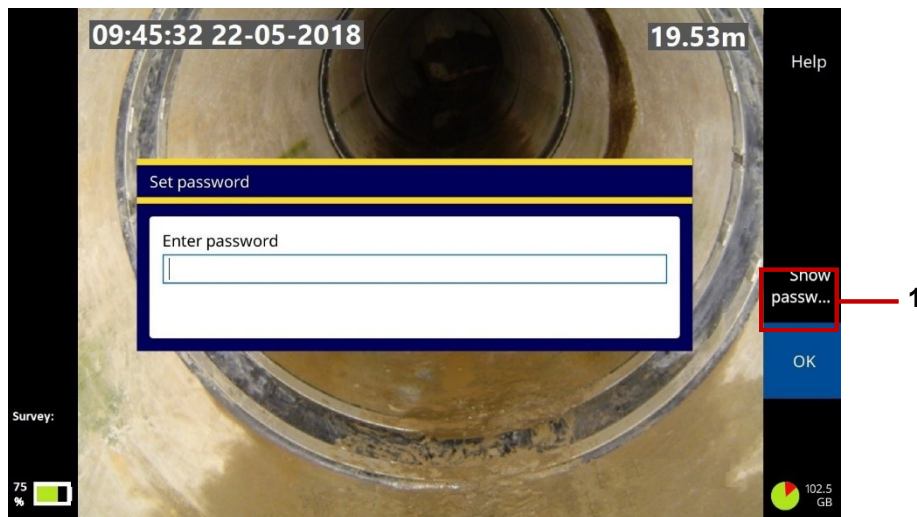 09:45:32 22-05-2018
19.53m
Help
Set password
Enter password
Show
passw...
1
OK
Survey:
75
%
102.5
GB